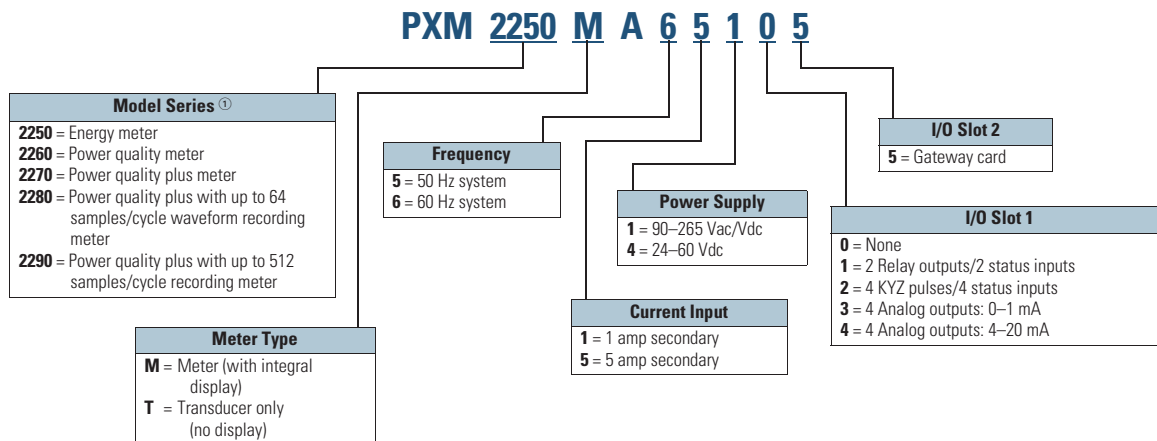 PXM 2250 M A 6 5 1 0 5
Model Series ①
2250 = Energy meter
2260 = Power quality meter
2270 = Power quality plus meter
2280 = Power quality plus with up to 64
samples/cycle waveform recording
meter
2290 = Power quality plus with up to 512
samples/cycle recording meter
Meter Type
M = Meter (with integral
display)
T = Transducer only
(no display)
Frequency
5 = 50 Hz system
6 = 60 Hz system
Current Input
1 = 1 amp secondary
5 = 5 amp secondary
Power Supply
1 = 90–265 Vac/Vdc
4 = 24–60 Vdc
I/O Slot 1
0 = None
1 = 2 Relay outputs/2 status inputs
2 = 4 KYZ pulses/4 status inputs
3 = 4 Analog outputs: 0–1 mA
4 = 4 Analog outputs: 4–20 mA
I/O Slot 2
5 = Gateway card